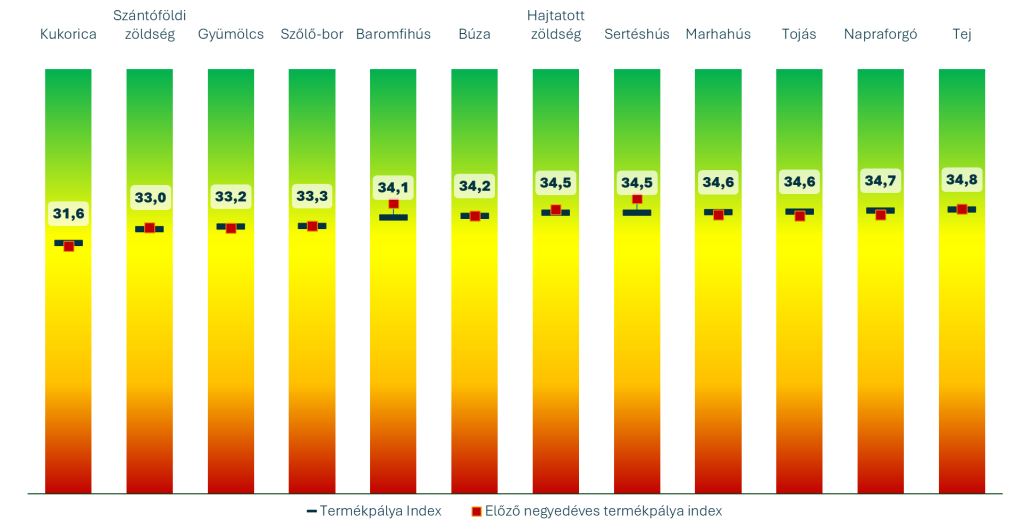 Kukorica
Szántóföldi
zöldség
Gyümölcs
Szőlő-bor
Baromfihús
Búza
Hajtatott
zöldség
Sertéshús
Marhahús
Tojás
Napraforgó
Tej
31,6
33,0
33,2
33,3
34,1
34,2
34,5
34,5
34,6
34,6
34,7
34,8
Termékpálya Index
Előző negyedéves termékpálya index